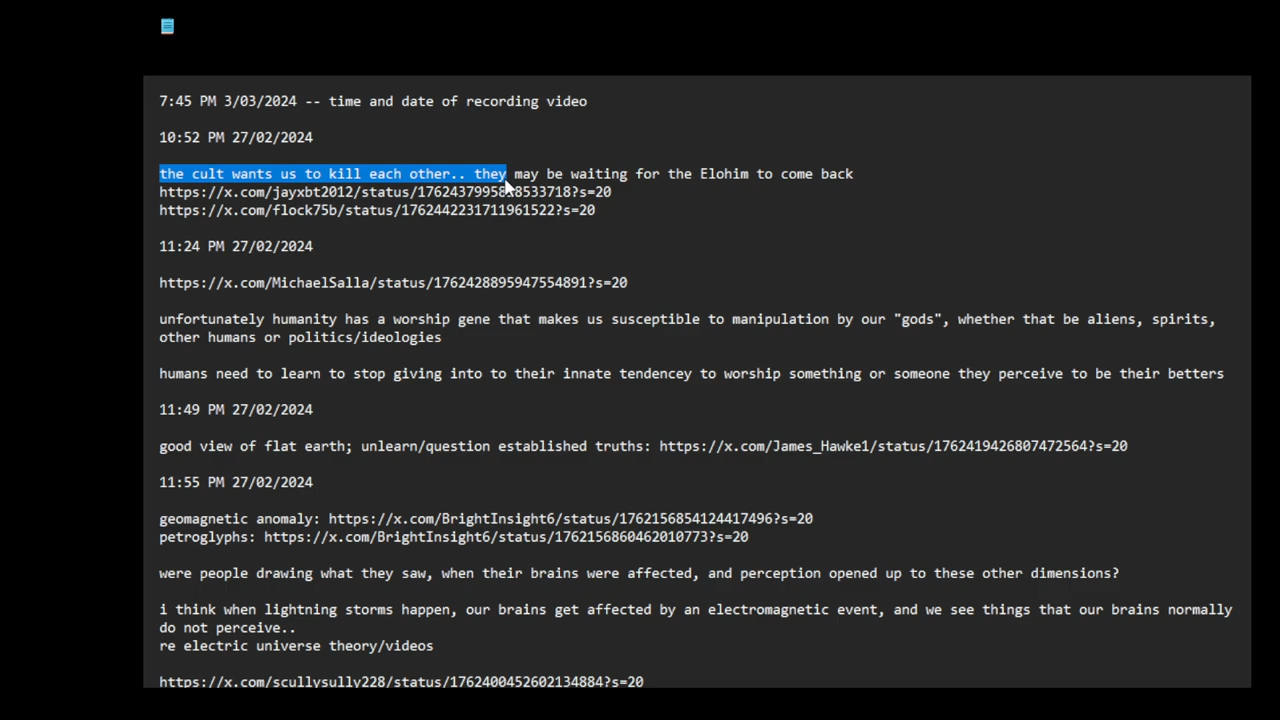 7:45 PM 3/03/2024 -- time and date of recording video
10:52 PM 27/02/2024
the cult wants us to kill each other.. they may be waiting for the Elohim to come back
https://x.com/jayxbt2012/status/1762437995828533718?s=20
https://x.com/flock75b/status/1762442231711961522?s=20
11:24 PM 27/02/2024
https://x.com/MichaelSalla/status/1762428895947554891?s=20
unfortunately humanity has a worship gene that makes us susceptible to manipulation by our "gods", whether that be aliens, spirits,
other humans or politics/ideologies
humans need to learn to stop giving into to their innate tendencey to worship something or someone they perceive to be their betters
11:49 PM 27/02/2024
good view of flat earth; unlearn/question established truths: https://x.com/James_Hawke1/status/1762419426807472564?s=20
11:55 PM 27/02/2024
geomagnetic anomaly: https://x.com/BrightInsight6/status/1762156854124417496?s=20
petroglyphs: https://x.com/BrightInsight6/status/1762156860462010773?s=20
were people drawing what they saw, when their brains were affected, and perception opened up to these other dimensions?
i think when lightning storms happen, our brains get affected by an electromagnetic event, and we see things that our brains normally
do not perceive..
re electric universe theory/videos
https://x.com/scullysully228/status/1762400452602134884?s=20